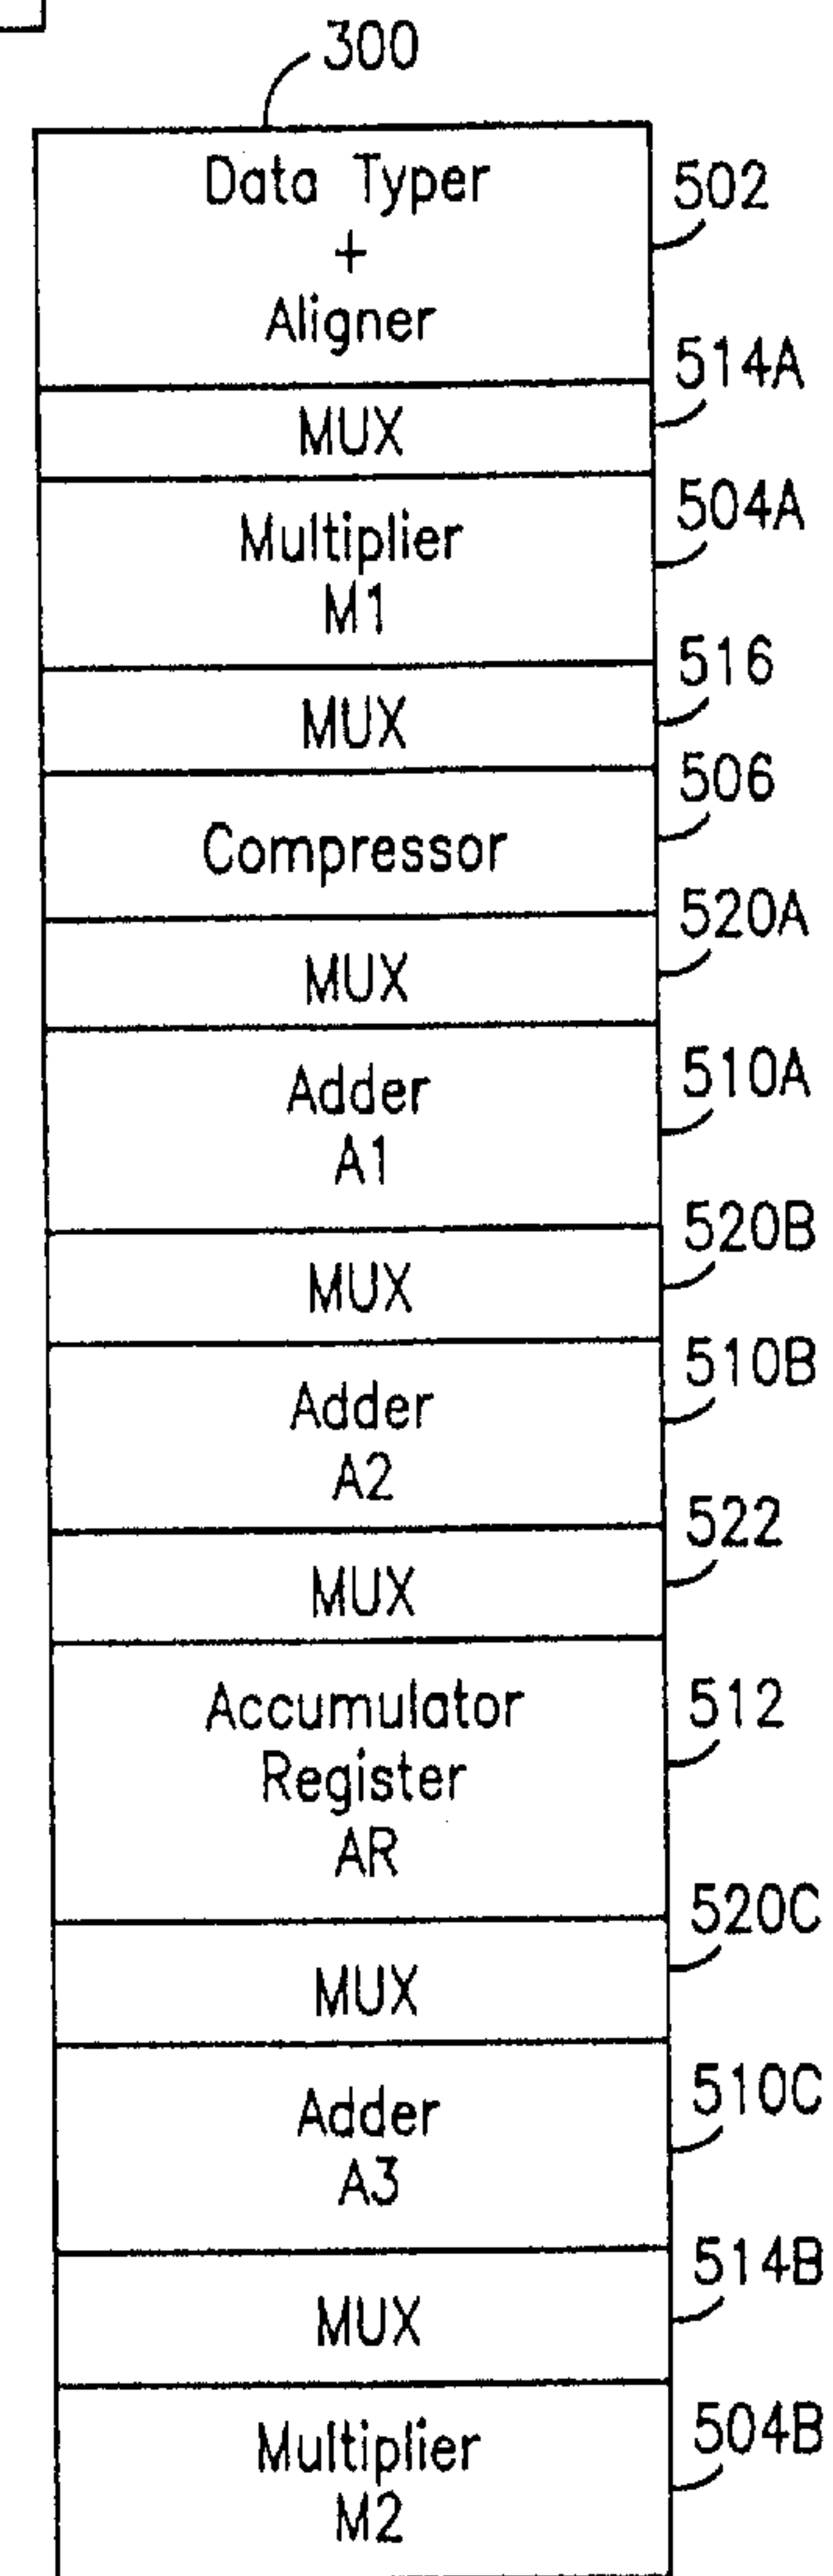 300
Data Typer
+
Aligner
502
MUX
514A
Multiplier
M1
504A
MUX
516
Compressor
506
MUX
520A
Adder
A1
510A
MUX
520B
Adder
A2
510B
MUX
522
Accumulator
Register
AR
512
MUX
520C
Adder
A3
510C
MUX
514B
Multiplier
M2
504B